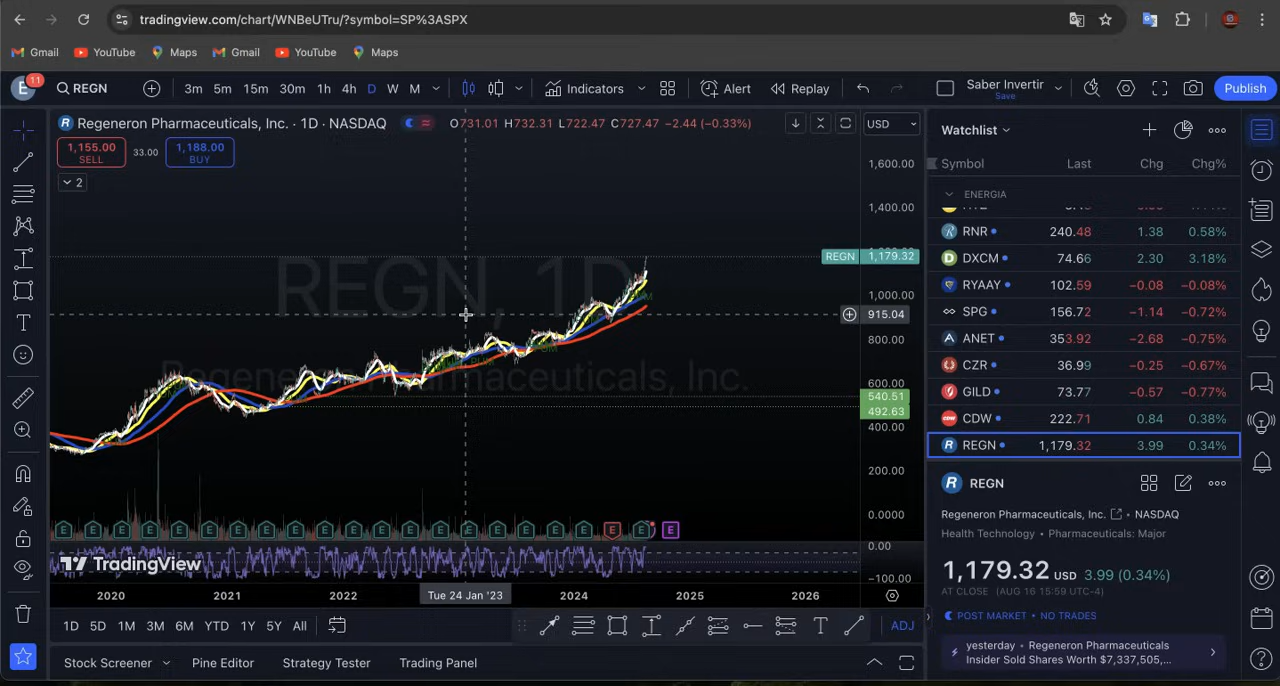 tradingview.com/chart/WNBeUTru/?symbol=SP%3ASPX
Gmail YouTube Maps Gmail YouTube Maps
E 11 REGN 3m 5m 15m 30m 1h 4h D W M Indicators Alert Replay Saber Invertir Save Publish
Regeneron Pharmaceuticals, Inc. · 1D · NASDAQ O731.01 H732.31 L722.47 C727.47 −2.44 (−0.33%) USD
1,155.00 SELL 33.00 1,188.00 BUY
2
REGN, 1D
Regeneron Pharmaceuticals, Inc.
1,600.00
1,400.00
REGN 1,179.32
1,000.00
915.04
800.00
600.00
540.51
492.63
400.00
200.00
0.0000
E E E E E E E E E E E E E E E E E E E E E E
0.00
−100.00
TradingView
2020 2021 2022 Tue 24 Jan '23 2024 2025 2026
1D 5D 1M 3M 6M YTD 1Y 5Y All ADJ
Stock Screener Pine Editor Strategy Tester Trading Panel
Watchlist
Symbol Last Chg Chg%
ENERGIA
RNR 240.48 1.38 0.58%
DXCM 74.66 2.30 3.18%
RYAAY 102.59 −0.08 −0.08%
SPG 156.72 −1.14 −0.72%
ANET 353.92 −2.68 −0.75%
CZR 36.99 −0.25 −0.67%
GILD 73.77 −0.57 −0.77%
CDW 222.71 0.84 0.38%
REGN 1,179.32 3.99 0.34%
R REGN
Regeneron Pharmaceuticals, Inc. • NASDAQ
Health Technology • Pharmaceuticals: Major
1,179.32 USD 3.99 (0.34%)
AT CLOSE (AUG 16 15:59 UTC-4)
POST MARKET • NO TRADES
yesterday • Regeneron Pharmaceuticals
Insider Sold Shares Worth $7,337,505,...